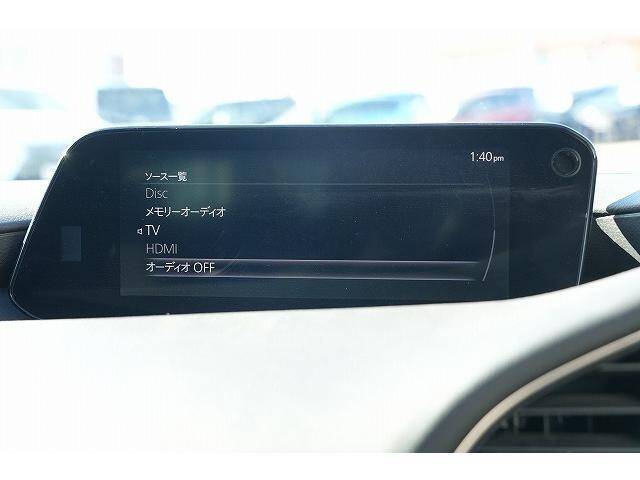 1:40pm
ソース一覧
Disc
メモリーオーディオ
TV
HDMI
オーディオ OFF